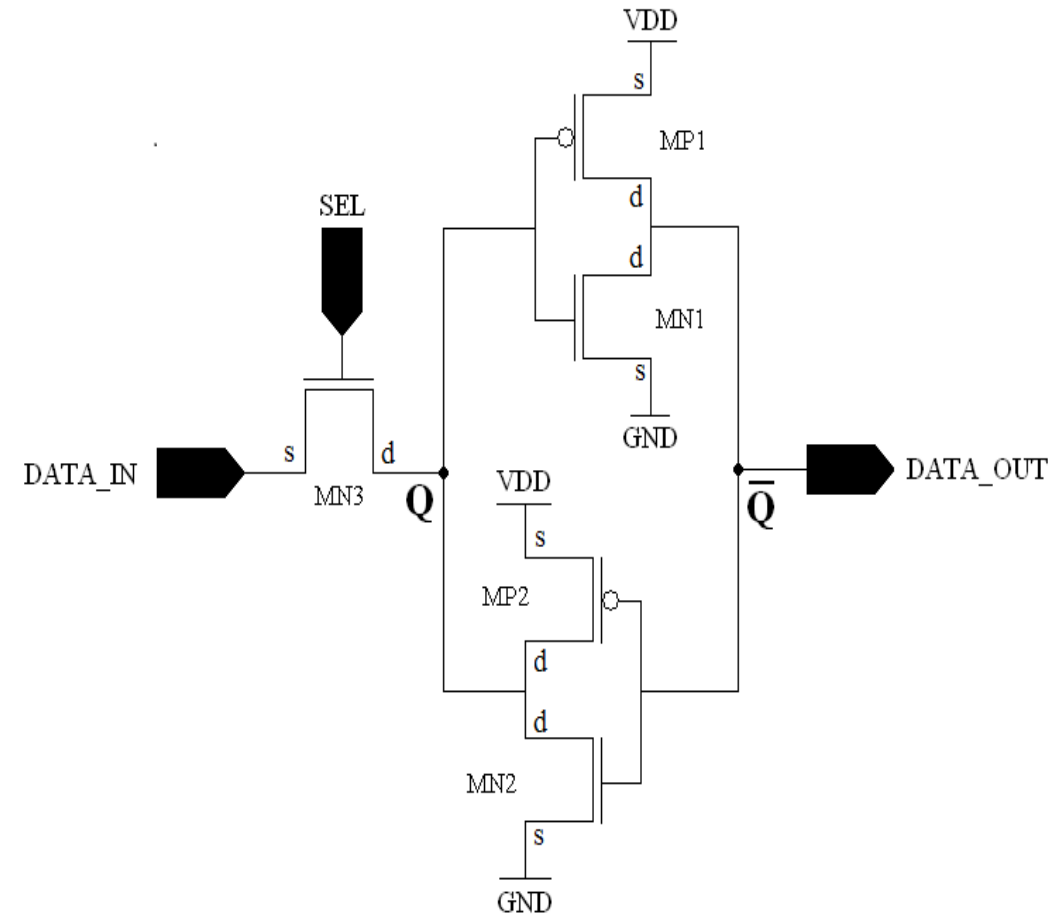 VDD
s
MP1
d
SEL
d
MN1
s
GND
DATA_IN
s
d
MN3
Q
VDD
Q̅
DATA_OUT
s
MP2
d
d
MN2
s
GND